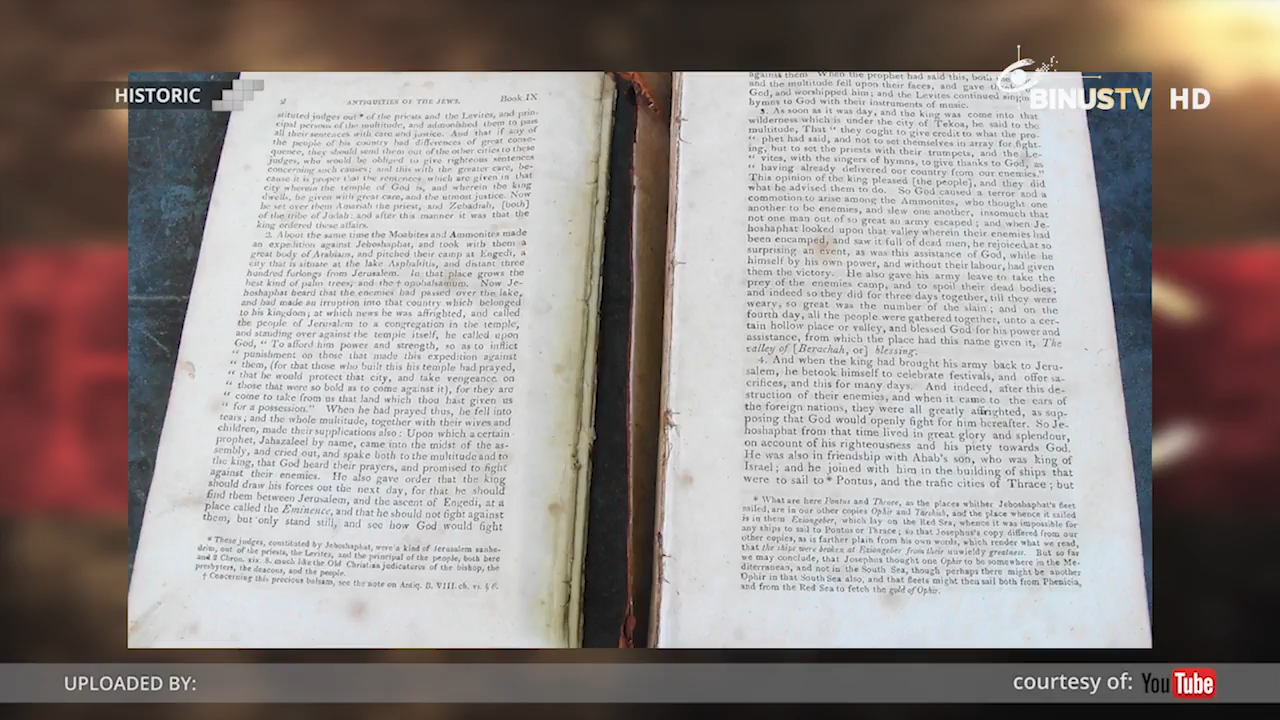 HISTORIC
BINUSTV HD
ANTIQUITIES OF THE JEWS. Book IX
stituted judges out * of the priests and the Levites, and prin-
cipal persons of the multitude, and admonished them to pass
all their sentences with care and justice. And that if any of
the people of his country had differences of great conse-
quence, they should send them out of the other cities to these
judges, who would be obliged to give righteous sentences
concerning such causes; and this with the greater care, be-
cause it is proper that the sentences which are given in that
city wherein the temple of God is, and wherein the king
dwells, be given with great care, and the utmost justice. Now
he set over them Amariah the priest, and Zebadiah, [both]
of the tribe of Judah: and after this manner it was that the
king ordered these affairs.
2. About the same time the Moabites and Ammonites made
an expedition against Jehoshaphat, and took with them a
great body of Arabians, and pitched their camp at Engedi, a
city that is situate at the lake Asphaltitis, and distant three
hundred furlongs from Jerusalem. In that place grows the
best kind of palm trees, and the † opobalsamum. Now Je-
hoshaphat heard that the enemies had passed over the lake,
and had made an irruption into that country which belonged
to his kingdom; at which news he was affrighted, and called
the people of Jerusalem to a congregation in the temple,
and standing over against the temple itself, he called upon
God, " To afford him power and strength, so as to inflict
" punishment on those that made this expedition against
" them, (for that those who built this his temple had prayed,
" that he would protect that city, and take vengeance on
" those that were so bold as to come against it), for they are
" come to take from us that land which thou hast given us
" for a possession." When he had prayed thus, he fell into
tears; and the whole multitude, together with their wives and
children, made their supplications also: Upon which a certain
prophet, Jahazaleel by name, came into the midst of the as-
sembly, and cried out, and spake both to the multitude and to
the king, that God heard their prayers, and promised to fight
against their enemies. He also gave order that the king
should draw his forces out the next day, for that he should
find them between Jerusalem, and the ascent of Engedi, at a
place called the Eminence, and that he should not fight against
them, but only stand still, and see how God would fight
* These judges, constituted by Jehoshaphat, were a kind of Jerusalem sanhe-
drim, out of the priests, the Levites, and the principal of the people, both here
and 2 Chron. xix. 8. much like the Old Christian judicatures of the bishop, the
presbyters, the deacons, and the people.
† Concerning this precious balsam, see the note on Antiq. B. VIII. ch. vi. § 6.
against them When the prophet had said this, both
and the multitude fell upon their faces, and gave
God, and worshipped him; and the Levites continued singing
hymns to God with their instruments of music.
3. As soon as it was day, and the king was come into that
wilderness which is under the city of Tekoa, he said to the
multitude, That " they ought to give credit to what the pro-
" phet had said, and not to set themselves in array for fight-
ing, but to set the priests with their trumpets, and the Le-
" vites, with the singers of hymns, to give thanks to God, as
" having already delivered our country from our enemies."
This opinion of the king pleased [the people], and they did
what he advised them to do. So God caused a terror and a
commotion to arise among the Ammonites, who thought one
another to be enemies, and slew one another, insomuch that
not one man out of so great an army escaped; and when Je-
hoshaphat looked upon that valley wherein their enemies had
been encamped, and saw it full of dead men, he rejoiced at so
surprising an event, as was this assistance of God, while he
himself by his own power, and without their labour, had given
them the victory. He also gave his army leave to take the
prey of the enemies camp, and to spoil their dead bodies;
and indeed so they did for three days together, till they were
weary, so great was the number of the slain; and on the
fourth day, all the people were gathered together, unto a cer-
tain hollow place or valley, and blessed God for his power and
assistance, from which the place had this name given it, The
valley of [Berachah, or] blessing.
4. And when the king had brought his army back to Jeru-
salem, he betook himself to celebrate festivals, and offer sa-
crifices, and this for many days. And indeed, after this de-
struction of their enemies, and when it came to the ears of
the foreign nations, they were all greatly affrighted, as sup-
posing that God would openly fight for him hereafter. So Je-
hoshaphat from that time lived in great glory and splendour,
on account of his righteousness and his piety towards God.
He was also in friendship with Ahab's son, who was king of
Israel; and he joined with him in the building of ships that
were to sail to * Pontus, and the trafic cities of Thrace; but
* What are here Pontus and Thrace, as the places whither Jehoshaphat's fleet
sailed, are in our other copies Ophir and Tarshish, and the place whence it sailed
is in them Eziongeber, which lay on the Red Sea, whence it was impossible for
any ships to sail to Pontus or Thrace; so that Josephus's copy differed from our
other copies, as is farther plain from his own words, which render what we read,
that the ships were broken at Eziongeber from their unwieldy greatness. But so far
we may conclude, that Josephus thought one Ophir to be somewhere in the Me-
diterranean, and not in the South Sea, though perhaps there might be another
Ophir in that South Sea also, and that fleets might then sail both from Phenicia,
and from the Red Sea to fetch the gold of Ophir.
UPLOADED BY:
courtesy of: YouTube